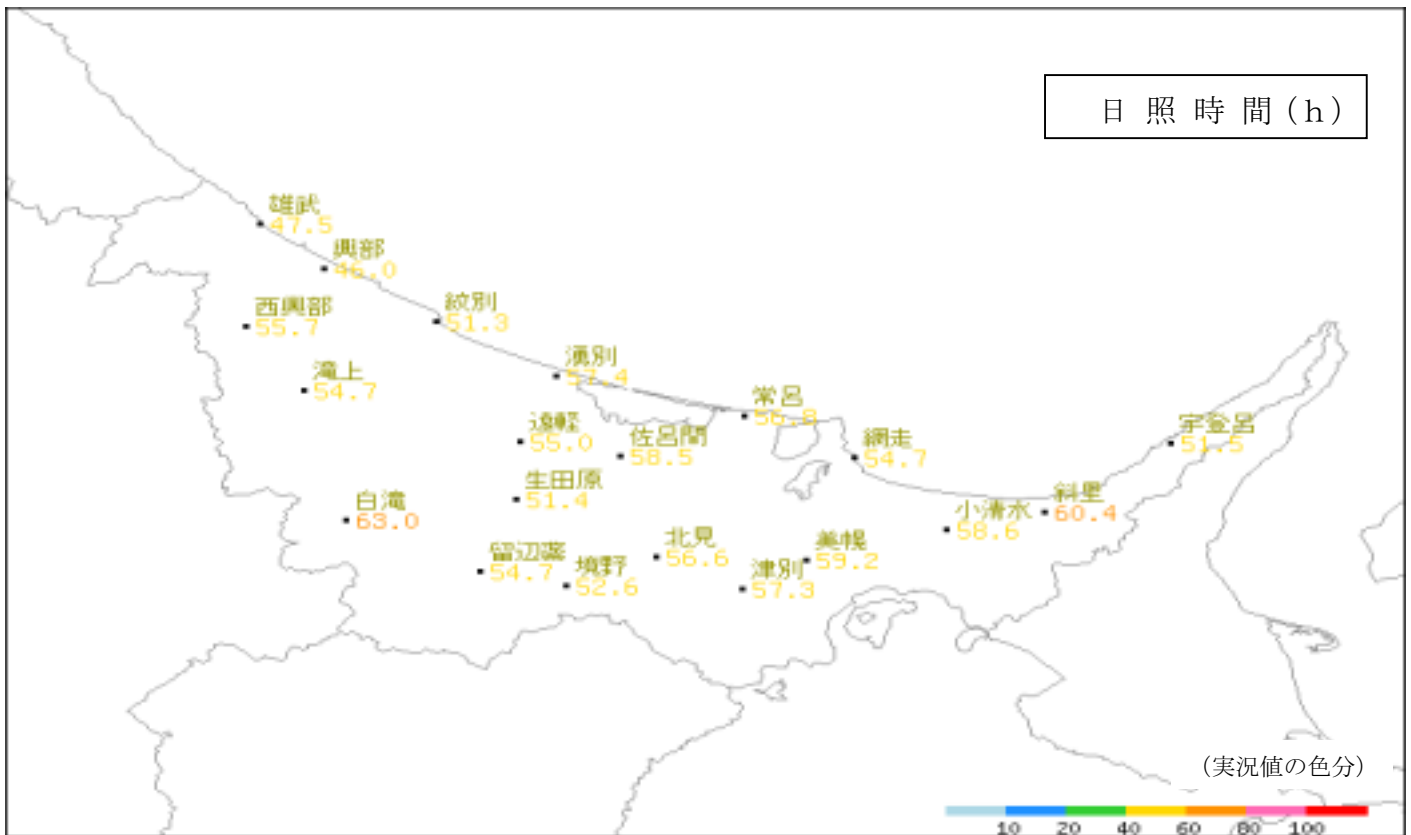 日照時間(h)
雄武
47.5
興部
46.0
西興部
55.7
紋別
51.3
滝上
54.7
湧別
57.4
常呂
56.8
遠軽
55.0
佐呂間
58.5
網走
54.7
宇登呂
51.5
生田原
51.4
白滝
63.0
斜里
60.4
小清水
58.6
北見
56.6
美幌
59.2
留辺蘂
54.7
境野
52.6
津別
57.3
(実況値の色分)
10 20 40 60 80 100